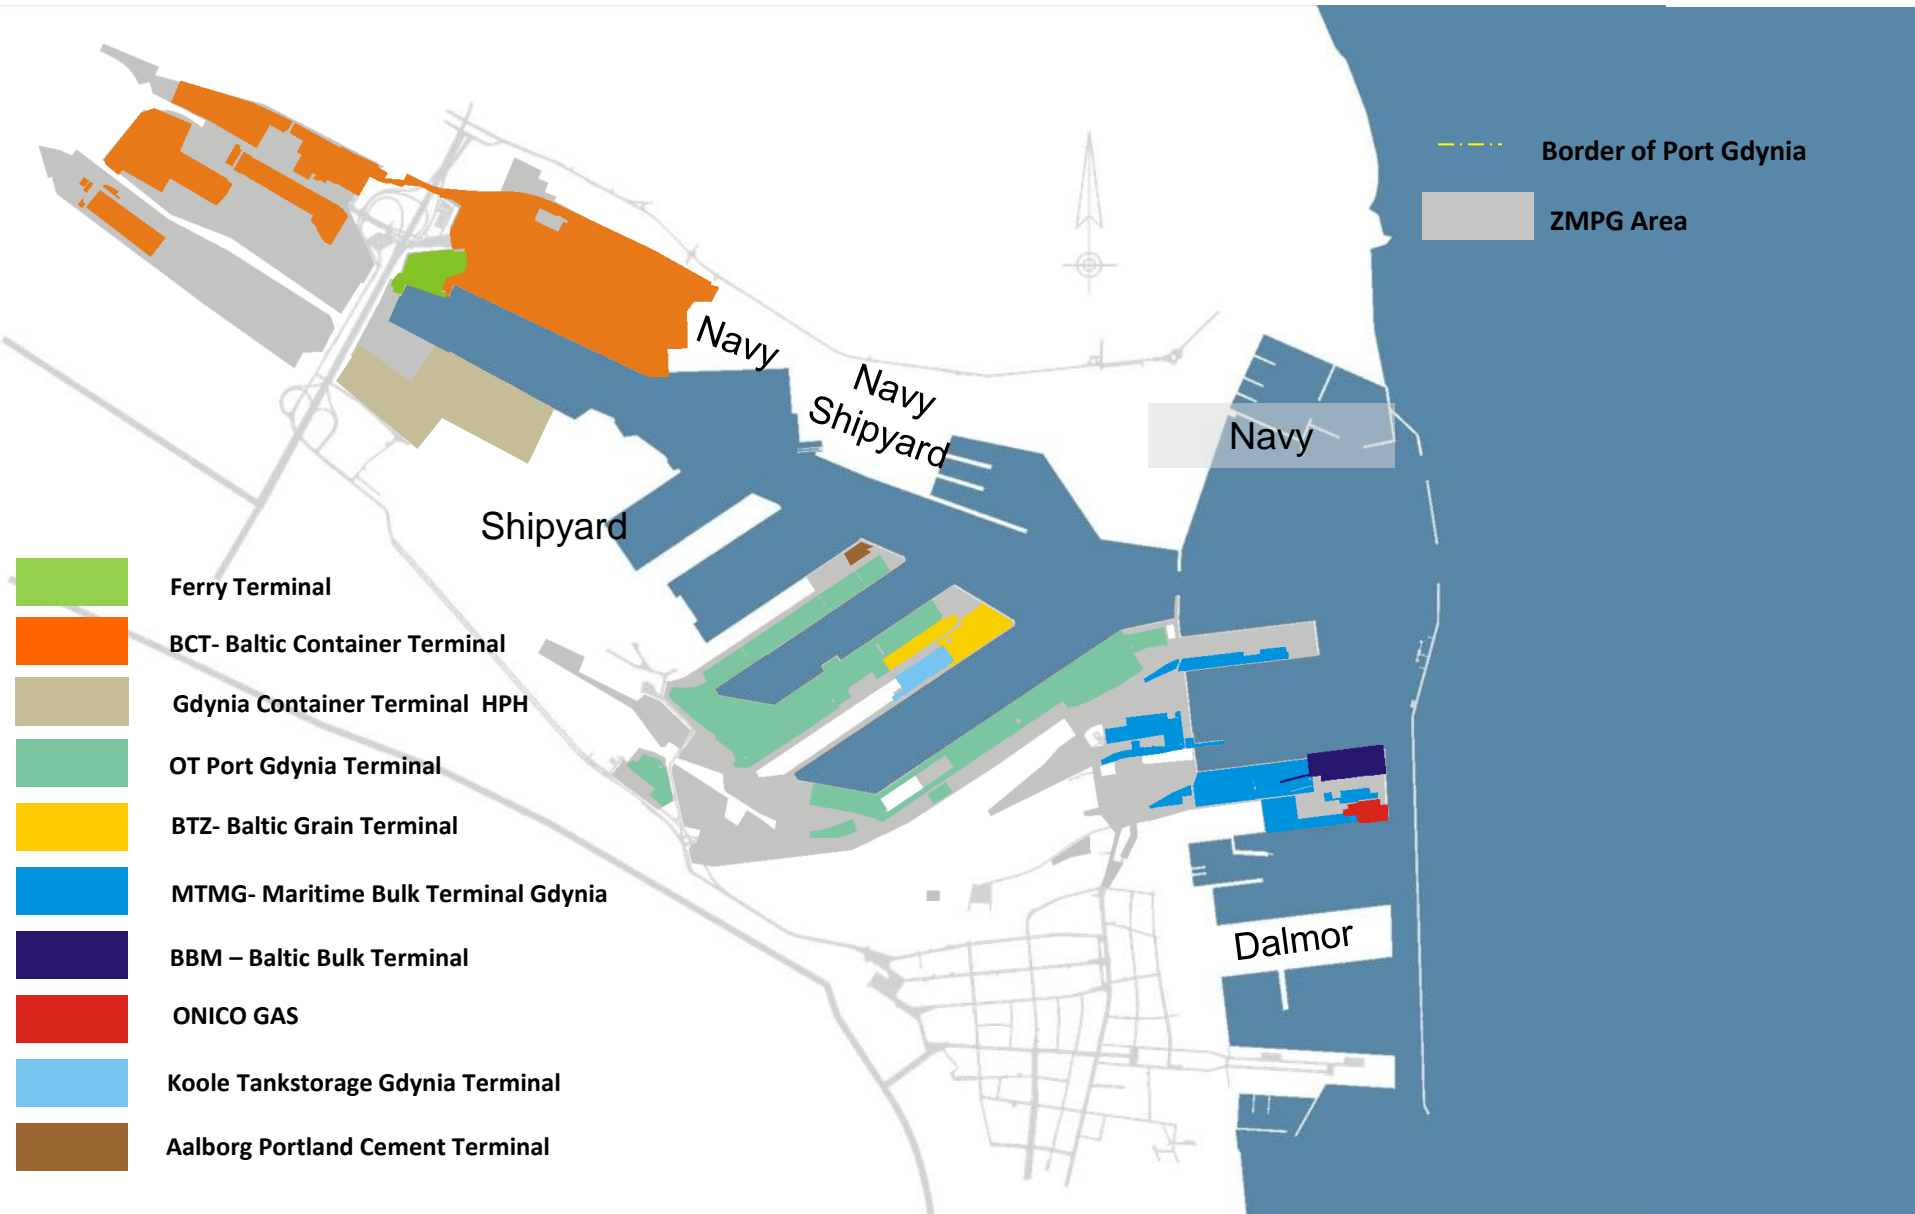 Border of Port Gdynia
ZMPG Area
Navy
Navy
Shipyard
Navy
Shipyard
Ferry Terminal
BCT- Baltic Container Terminal
Gdynia Container Terminal HPH
OT Port Gdynia Terminal
BTZ- Baltic Grain Terminal
MTMG- Maritime Bulk Terminal Gdynia
BBM – Baltic Bulk Terminal
Dalmor
ONICO GAS
Koole Tankstorage Gdynia Terminal
Aalborg Portland Cement Terminal